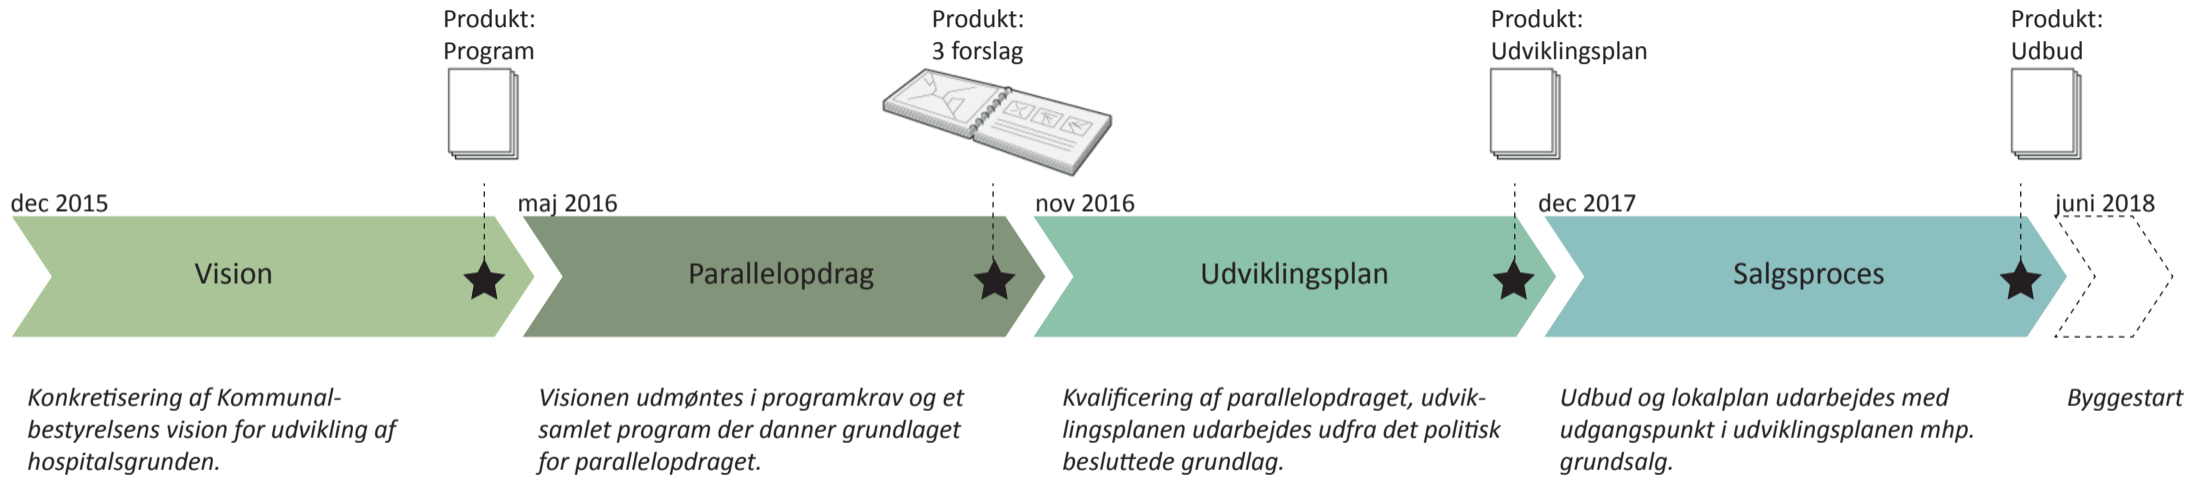 Produkt:
Program
Produkt:
3 forslag
Produkt:
Udviklingsplan
Produkt:
Udbud
dec 2015
maj 2016
nov 2016
dec 2017
juni 2018
Vision
Parallelopdrag
Udviklingsplan
Salgsproces
Konkretisering af Kommunal-
bestyrelsens vision for udvikling af
hospitalsgrunden.
Visionen udmøntes i programkrav og et
samlet program der danner grundlaget
for parallelopdraget.
Kvalificering af parallelopdraget, udvik-
lingsplanen udarbejdes udfra det politisk
besluttede grundlag.
Udbud og lokalplan udarbejdes med
udgangspunkt i udviklingsplanen mhp.
grundsalg.
Byggestart